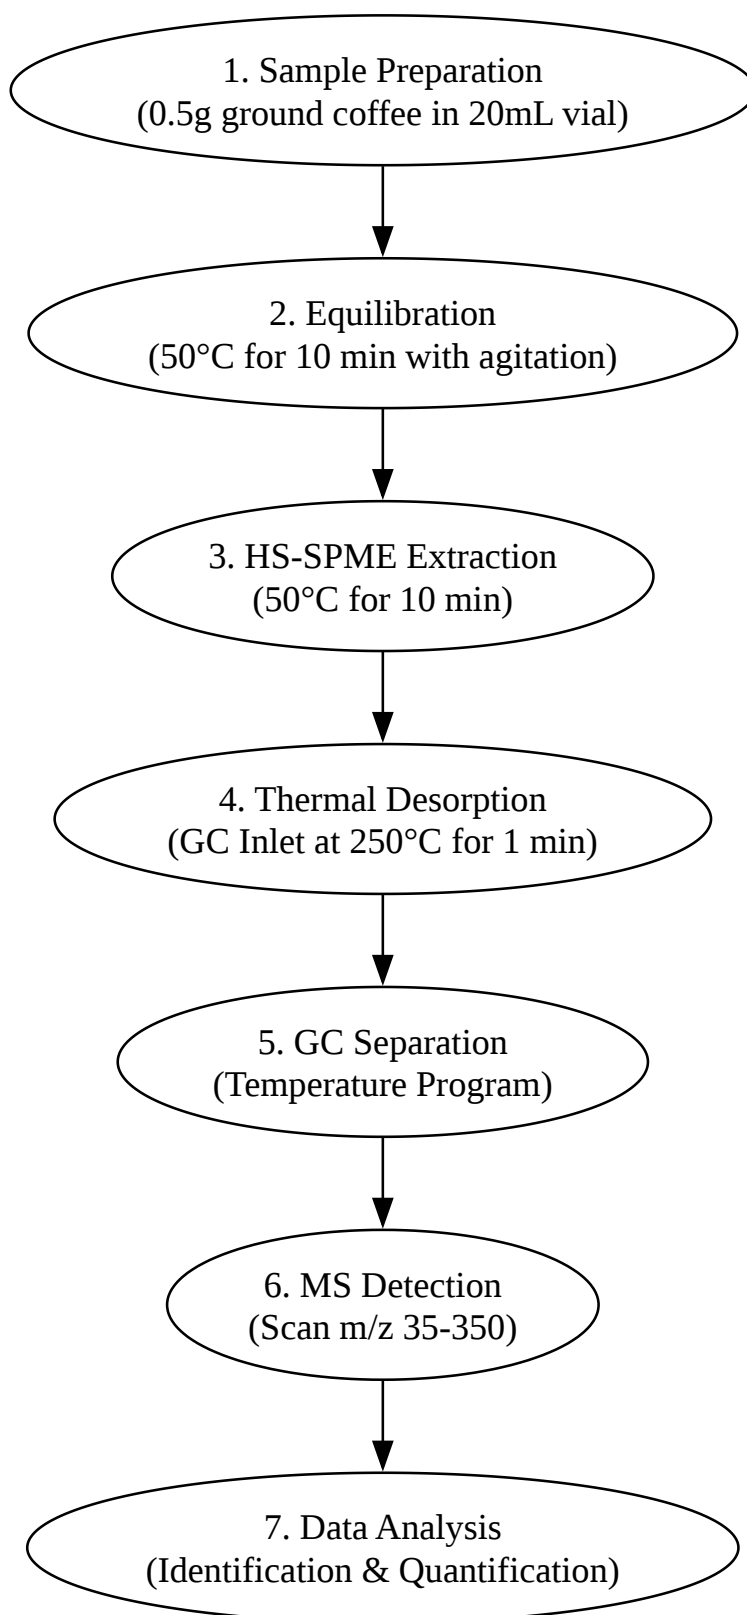 1. Sample Preparation
(0.5g ground coffee in 20mL vial)
2. Equilibration
(50°C for 10 min with agitation)
3. HS-SPME Extraction
(50°C for 10 min)
4. Thermal Desorption
(GC Inlet at 250°C for 1 min)
5. GC Separation
(Temperature Program)
6. MS Detection
(Scan m/z 35-350)
7. Data Analysis
(Identification & Quantification)